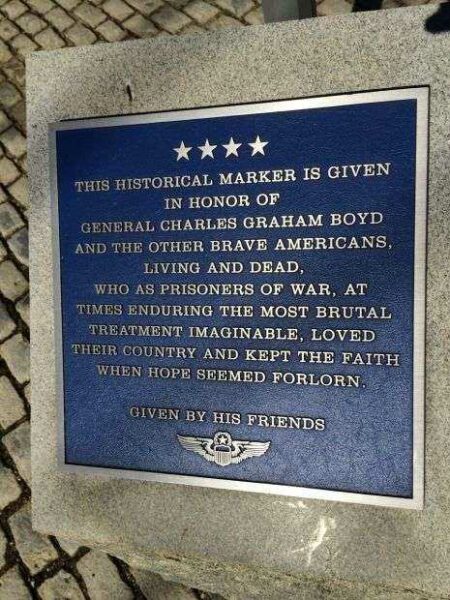 THIS HISTORICAL MARKER IS GIVEN
IN HONOR OF
GENERAL CHARLES GRAHAM BOYD
AND THE OTHER BRAVE AMERICANS,
LIVING AND DEAD,
WHO AS PRISONERS OF WAR, AT
TIMES ENDURING THE MOST BRUTAL
TREATMENT IMAGINABLE, LOVED
THEIR COUNTRY AND KEPT THE FAITH
WHEN HOPE SEEMED FORLORN.
GIVEN BY HIS FRIENDS